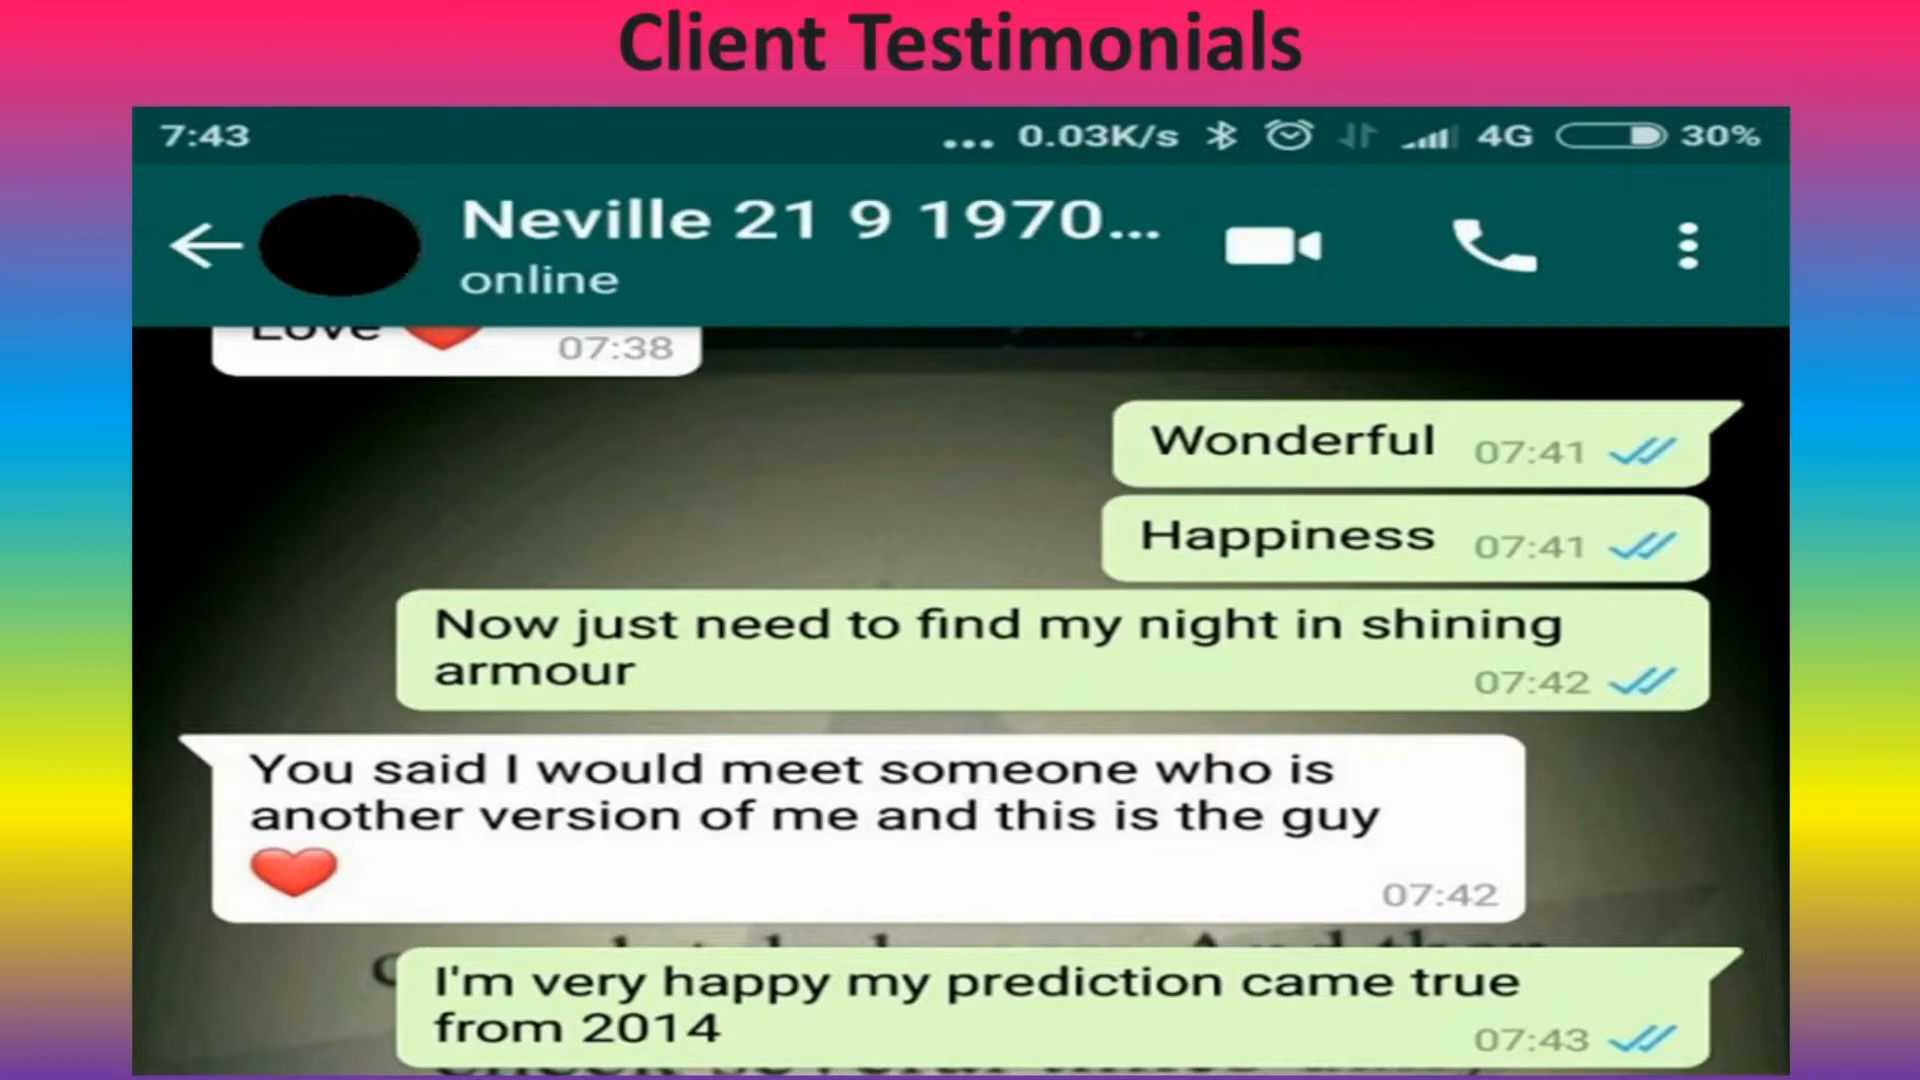 Client Testimonials
7:43 ... 0.03K/s 4G 30%
Neville 21 9 1970...
online
Love ❤️ 07:38
Wonderful 07:41
Happiness 07:41
Now just need to find my night in shining
armour 07:42
You said I would meet someone who is
another version of me and this is the guy
❤️ 07:42
I'm very happy my prediction came true
from 2014 07:43